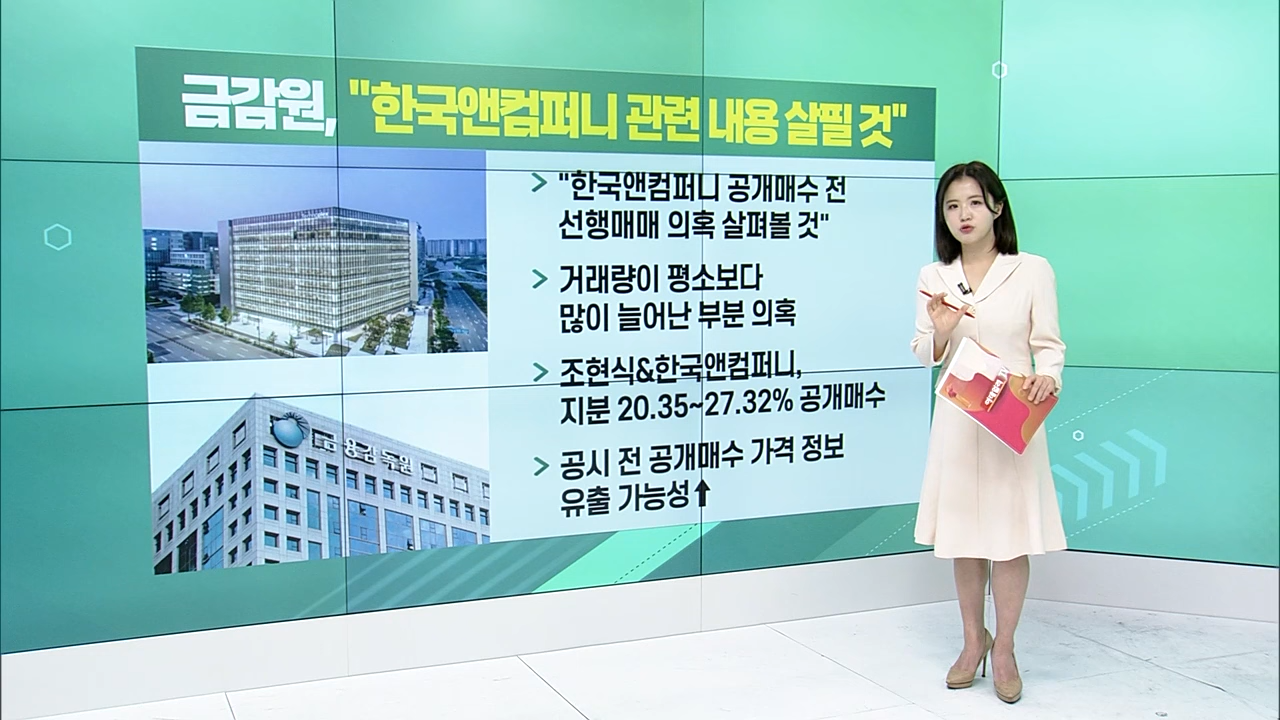 금감원, "한국앤컴퍼니 관련 내용 살필 것"
"한국앤컴퍼니 공개매수 전
선행매매 의혹 살펴볼 것"
거래량이 평소보다
많이 늘어난 부분 의혹
조현식&한국앤컴퍼니,
지분 20.35~27.32% 공개매수
공시 전 공개매수 가격 정보
유출 가능성⬆
금융감독원